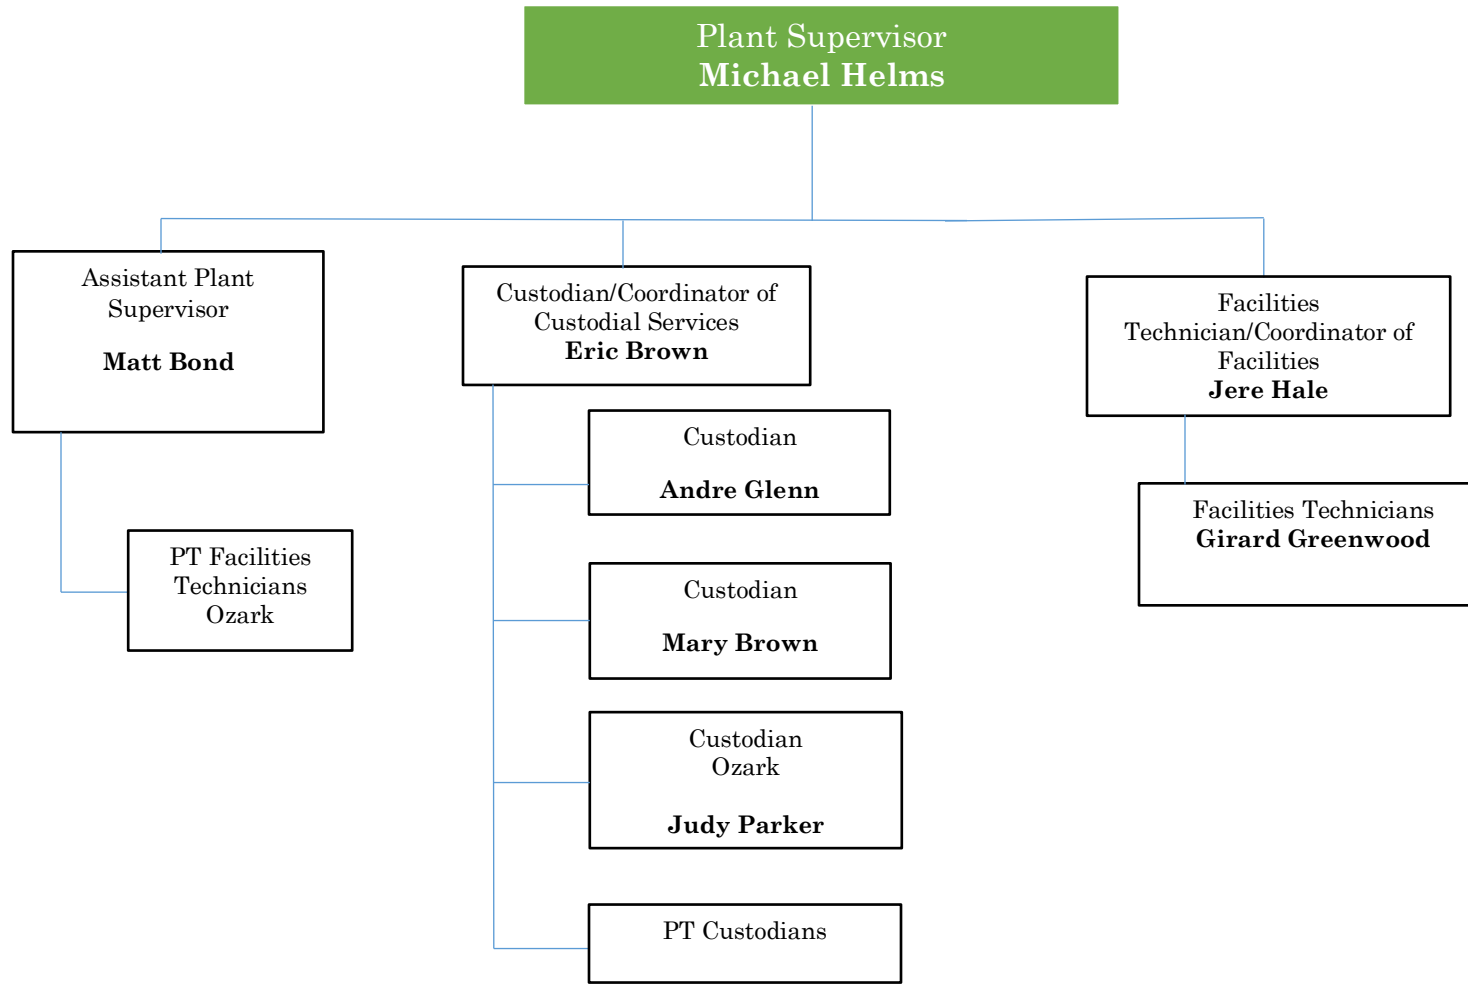 Plant Supervisor
Michael Helms
Assistant Plant
Supervisor
Matt Bond
PT Facilities
Technicians
Ozark
Custodian/Coordinator of
Custodial Services
Eric Brown
Custodian
Andre Glenn
Custodian
Mary Brown
Custodian
Ozark
Judy Parker
PT Custodians
Facilities
Technician/Coordinator of
Facilities
Jere Hale
Facilities Technicians
Girard Greenwood